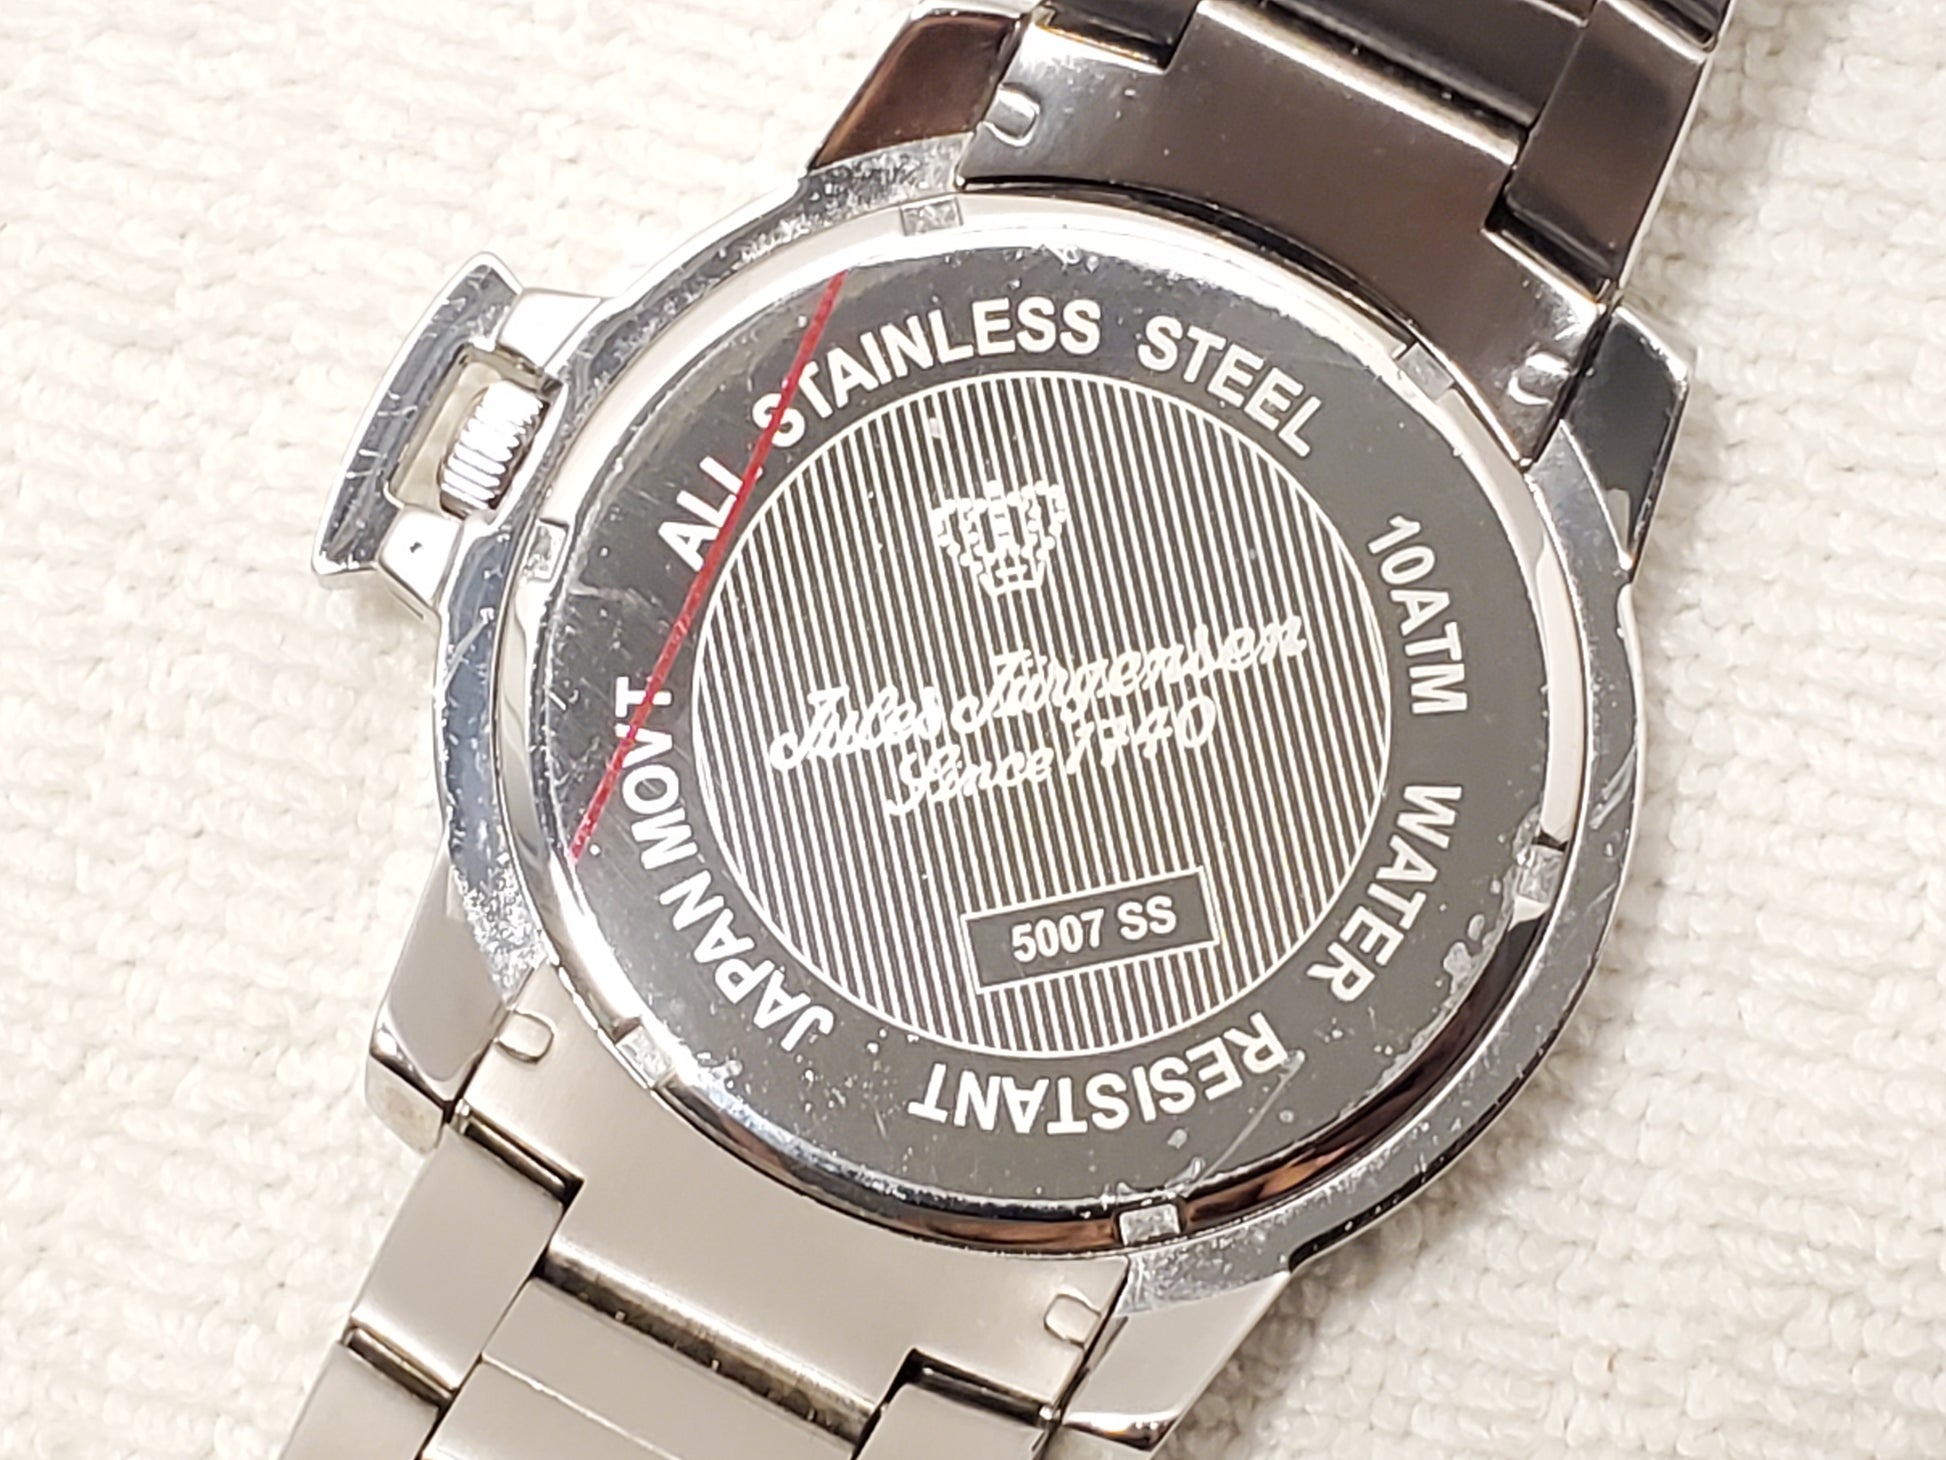 ALL STAINLESS STEEL
10ATM WATER RESISTANT
JAPAN MOVT
Jules Jürgensen
Since 1740
5007 SS